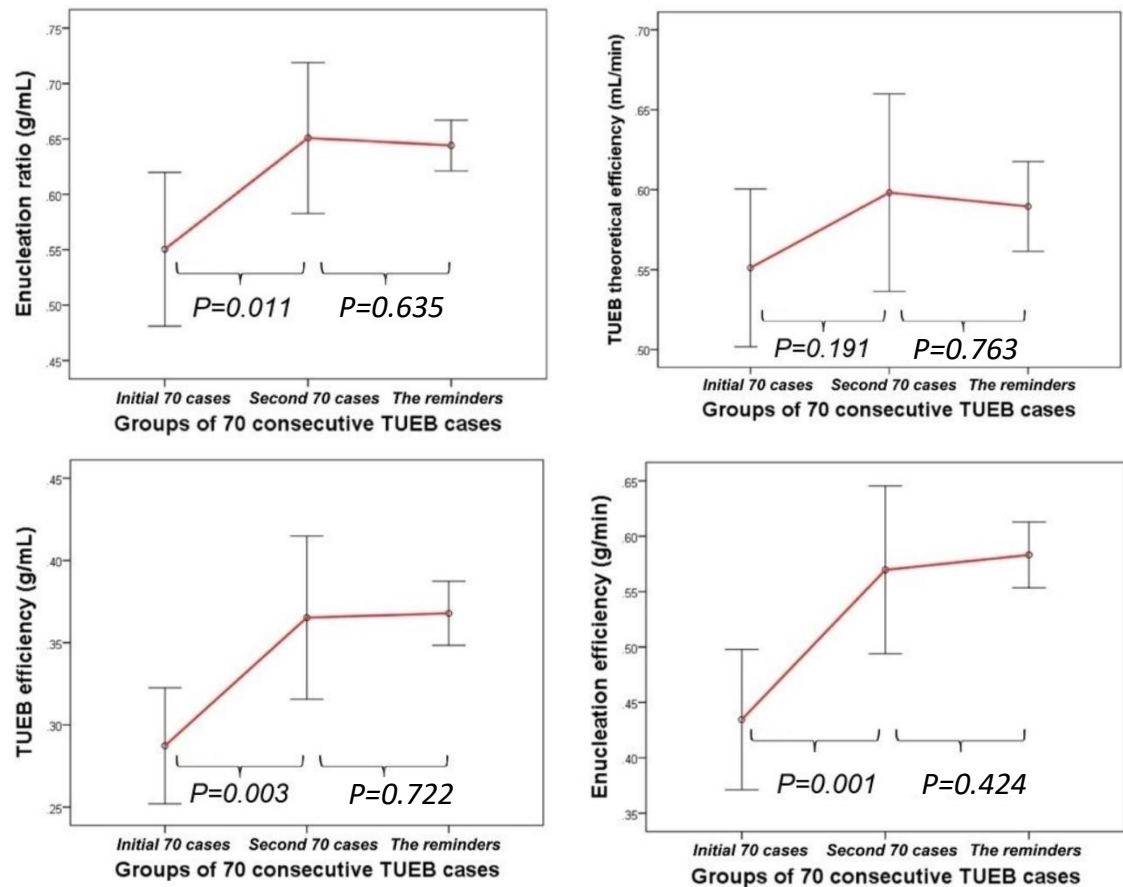 Enucleation ratio (g/mL)
.75
.70
.65
.60
.55
.50
.45
P=0.011
P=0.635
Initial 70 cases
Second 70 cases
The reminders
Groups of 70 consecutive TUEB cases
TUEB theoretical efficiency (mL/min)
.70
.60
.55
.50
P=0.191
P=0.763
Initial 70 cases
Second 70 cases
The reminders
Groups of 70 consecutive TUEB cases
TUEB efficiency (g/mL)
.45
.40
.35
.30
.25
P=0.003
P=0.722
Initial 70 cases
Second 70 cases
The reminders
Groups of 70 consecutive TUEB cases
Enucleation efficiency (g/min)
.65
.60
.55
.50
.45
.40
.35
P=0.001
P=0.424
Initial 70 cases
Second 70 cases
The reminders
Groups of 70 consecutive TUEB cases